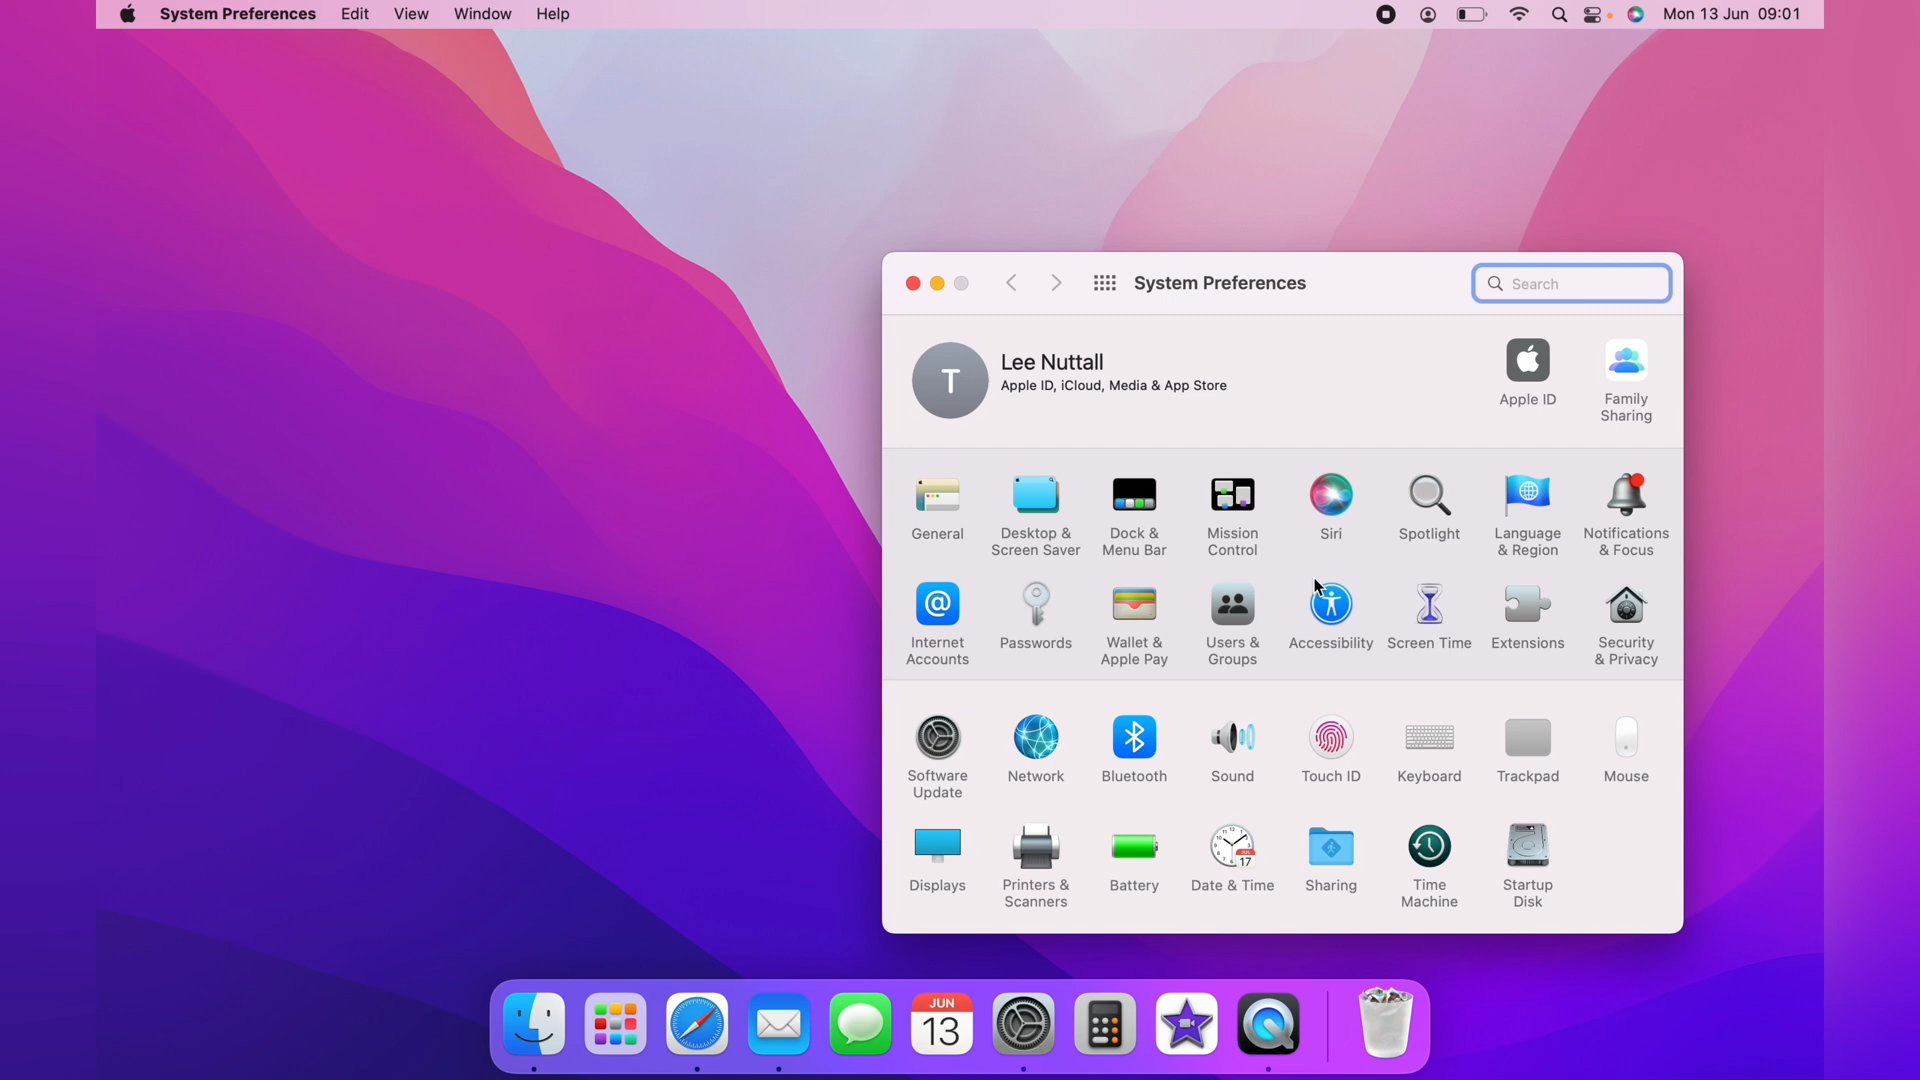 System Preferences Edit View Window Help Mon 13 Jun 09:01
System Preferences Search
T
Lee Nuttall
Apple ID, iCloud, Media & App Store
Apple ID
Family
Sharing
General
Desktop &
Screen Saver
Dock &
Menu Bar
Mission
Control
Siri
Spotlight
Language
& Region
Notifications
& Focus
@
Internet
Accounts
Passwords
Wallet &
Apple Pay
Users &
Groups
Accessibility
Screen Time
Extensions
Security
& Privacy
Software
Update
Network
Bluetooth
Sound
Touch ID
Keyboard
Trackpad
Mouse
Displays
Printers &
Scanners
Battery
JUL
17
Date & Time
Sharing
Time
Machine
Startup
Disk
JUN
13